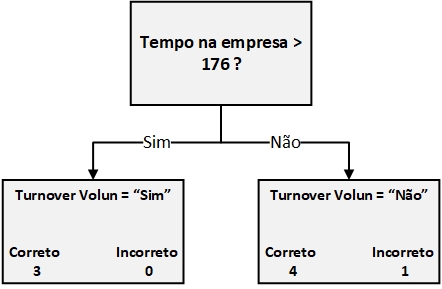 Tempo na empresa >
176 ?
Sim
Não
Turnover Volun = “Sim”
Correto Incorreto
3 0
Turnover Volun = “Não”
Correto Incorreto
4 1